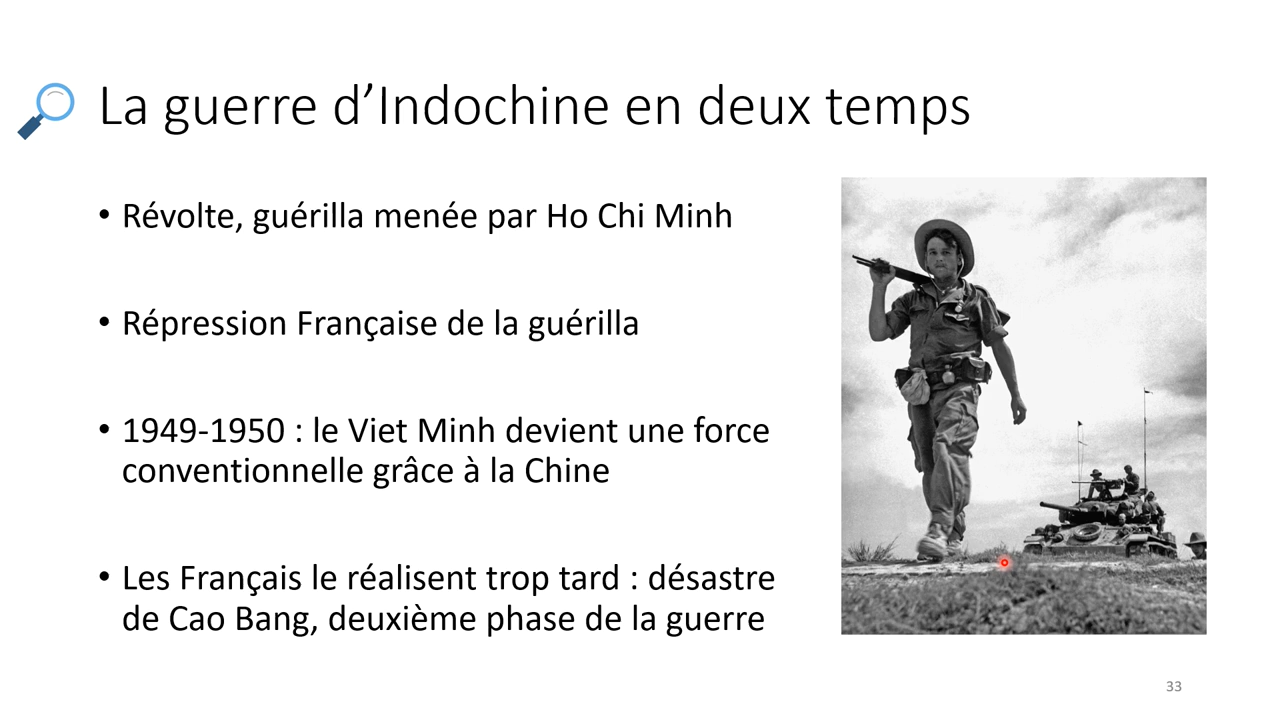 La guerre d’Indochine en deux temps
• Révolte, guérilla menée par Ho Chi Minh
• Répression Française de la guérilla
• 1949-1950 : le Viet Minh devient une force
conventionnelle grâce à la Chine
• Les Français le réalisent trop tard : désastre
de Cao Bang, deuxième phase de la guerre
33